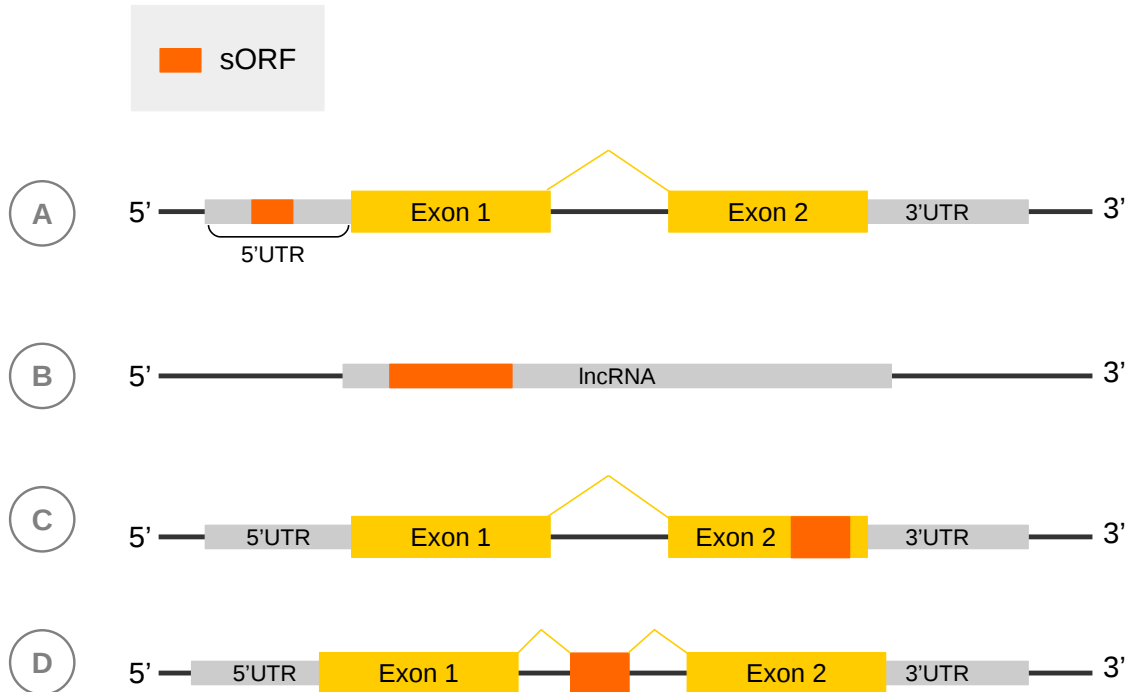 sORF
A 5’ Exon 1 Exon 2 3’UTR 3’
5’UTR
B 5’ lncRNA 3’
C 5’ 5’UTR Exon 1 Exon 2 3’UTR 3’
D 5’ 5’UTR Exon 1 Exon 2 3’UTR 3’